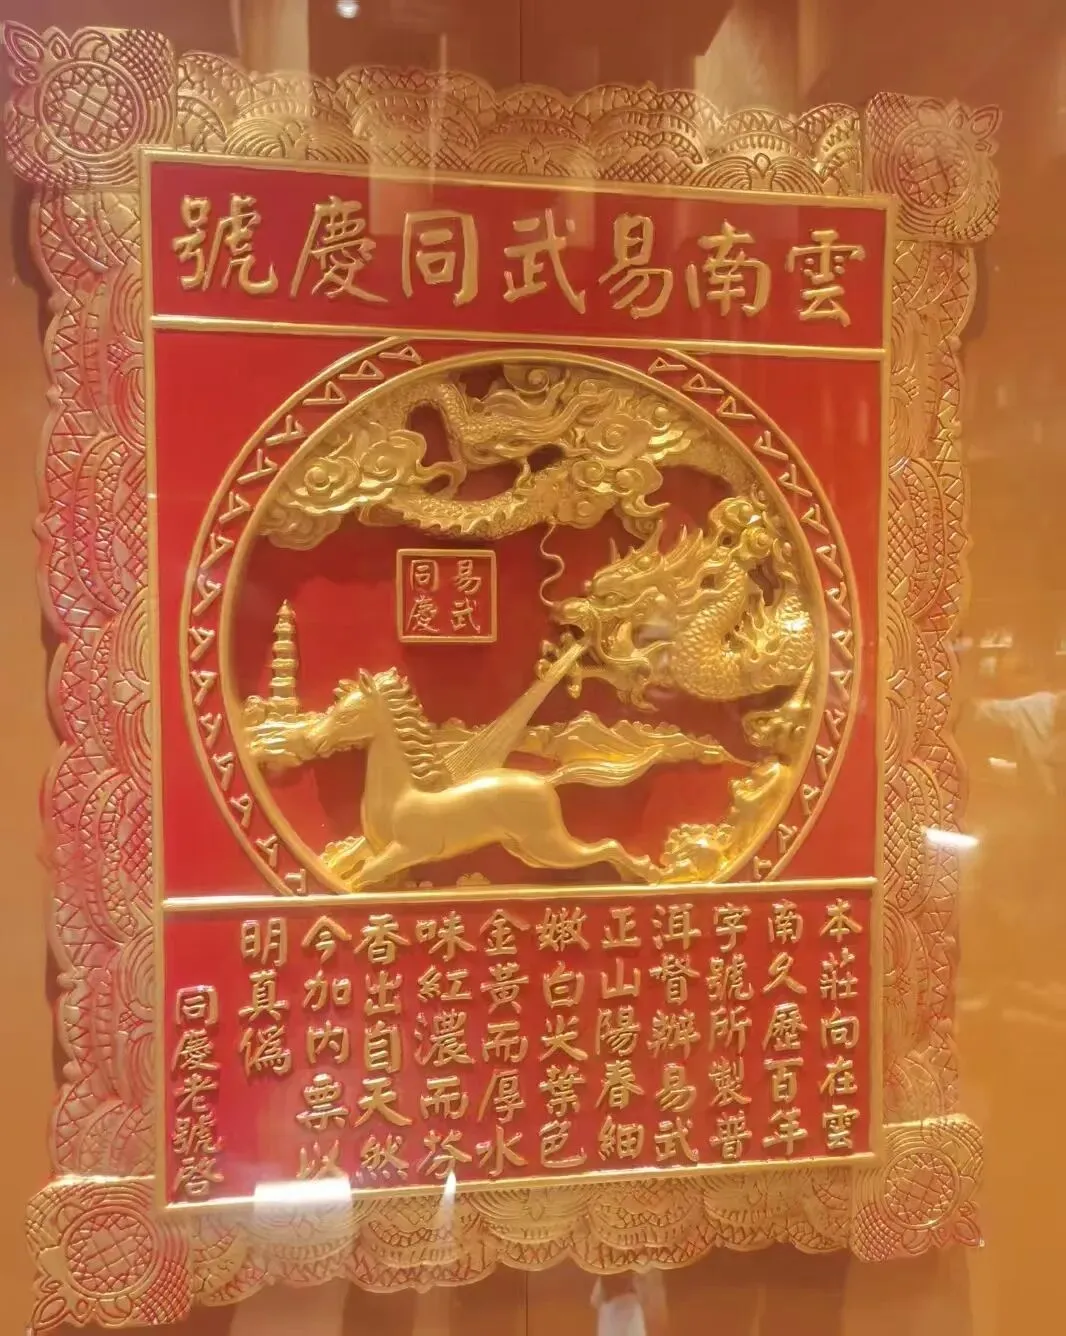 雲南易武同慶號
易武
同慶
本莊向在雲
南久歷百年
字號所製普
洱督辦易武
正山陽春細
嫩白尖葉色
金黃而厚水
味紅濃而芬
香出自天然
今加內票以
明真偽
同慶老號啓